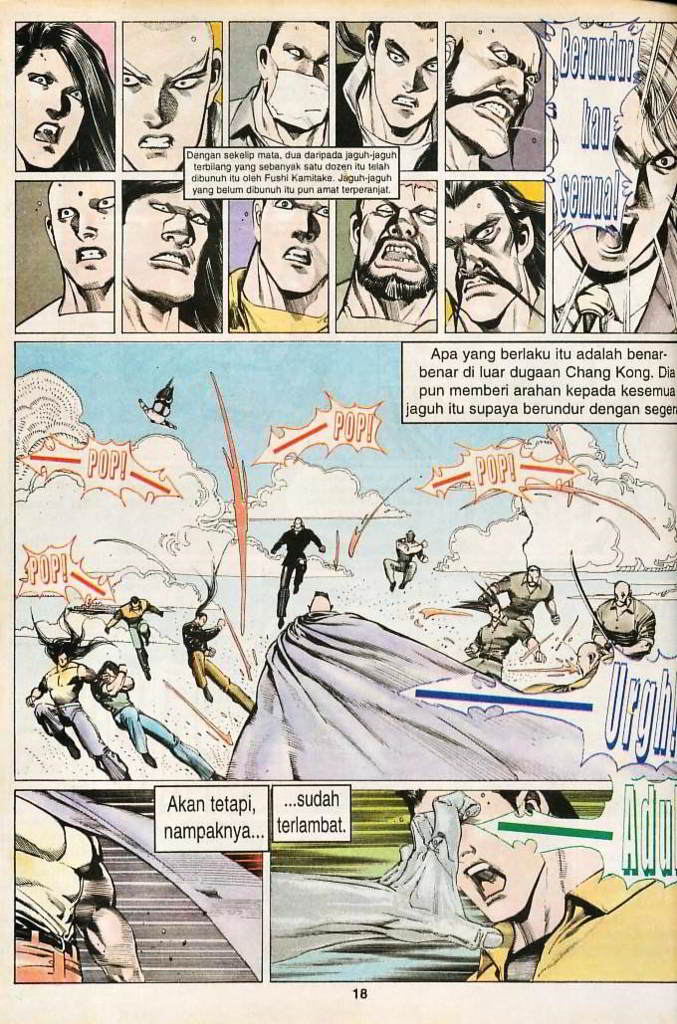 Berundur
kau
semua!
Dangan sekelip mata, dua daripada jaguh-jaguh
terbilang yang sebanyak satu dozen itu telah
dibunuh itu oleh Fushi Kamitake. Jaguh-jaguh
yang belum dibunuh itu pun amat terperanjat.
Apa yang berlaku itu adalah benar-
benar di luar dugaan Chang Kong. Dia
pun memberi arahan kepada kesemua
jaguh itu supaya berundur dengan seger
POP!
POP!
POP!
POP!
Urgh!
Akan tetapi,
nampaknya...
...sudah
terlambat.
Adu
18